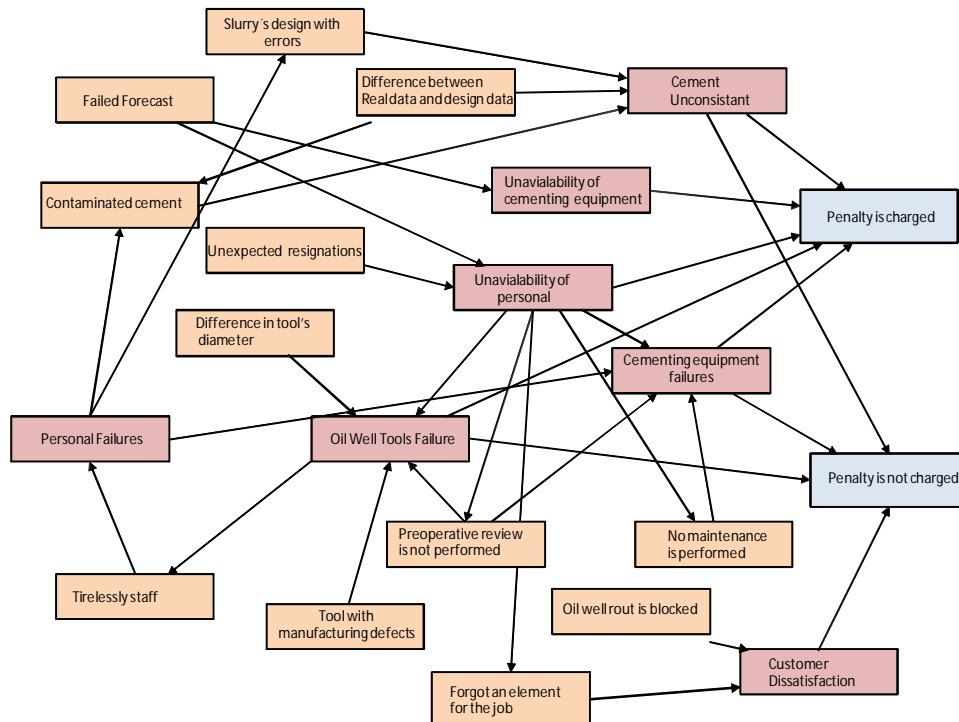 Slurry´s design with
errors
Difference between
Real data and design data
Cement
Unconsistant
Failed Forecast
Unavialability of
cementing equipment
Contaminated cement
Penalty is charged
Unexpected resignations
Unavialability of
personal
Difference in tool's
diameter
Cementing equipment
failures
Personal Failures
Oil Well Tools Failure
Penalty is not charged
Preoperative review
is not performed
No maintenance
is performed
Tirelessly staff
Tool with
manufacturing defects
Oil well rout is blocked
Customer
Dissatisfaction
Forgot an element
for the job